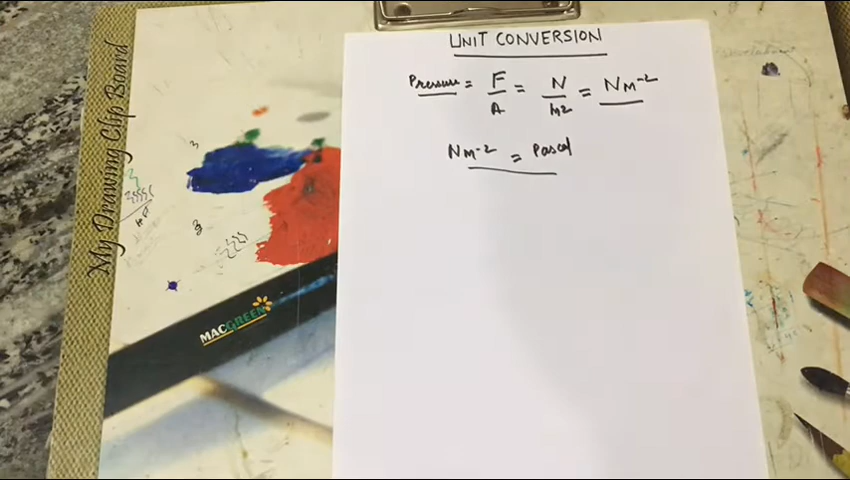 UNIT CONVERSION
Pressure = F/A = N/m2 = Nm-2
Nm-2 = Pascal
My Drawing Clip Board
MACGREEN